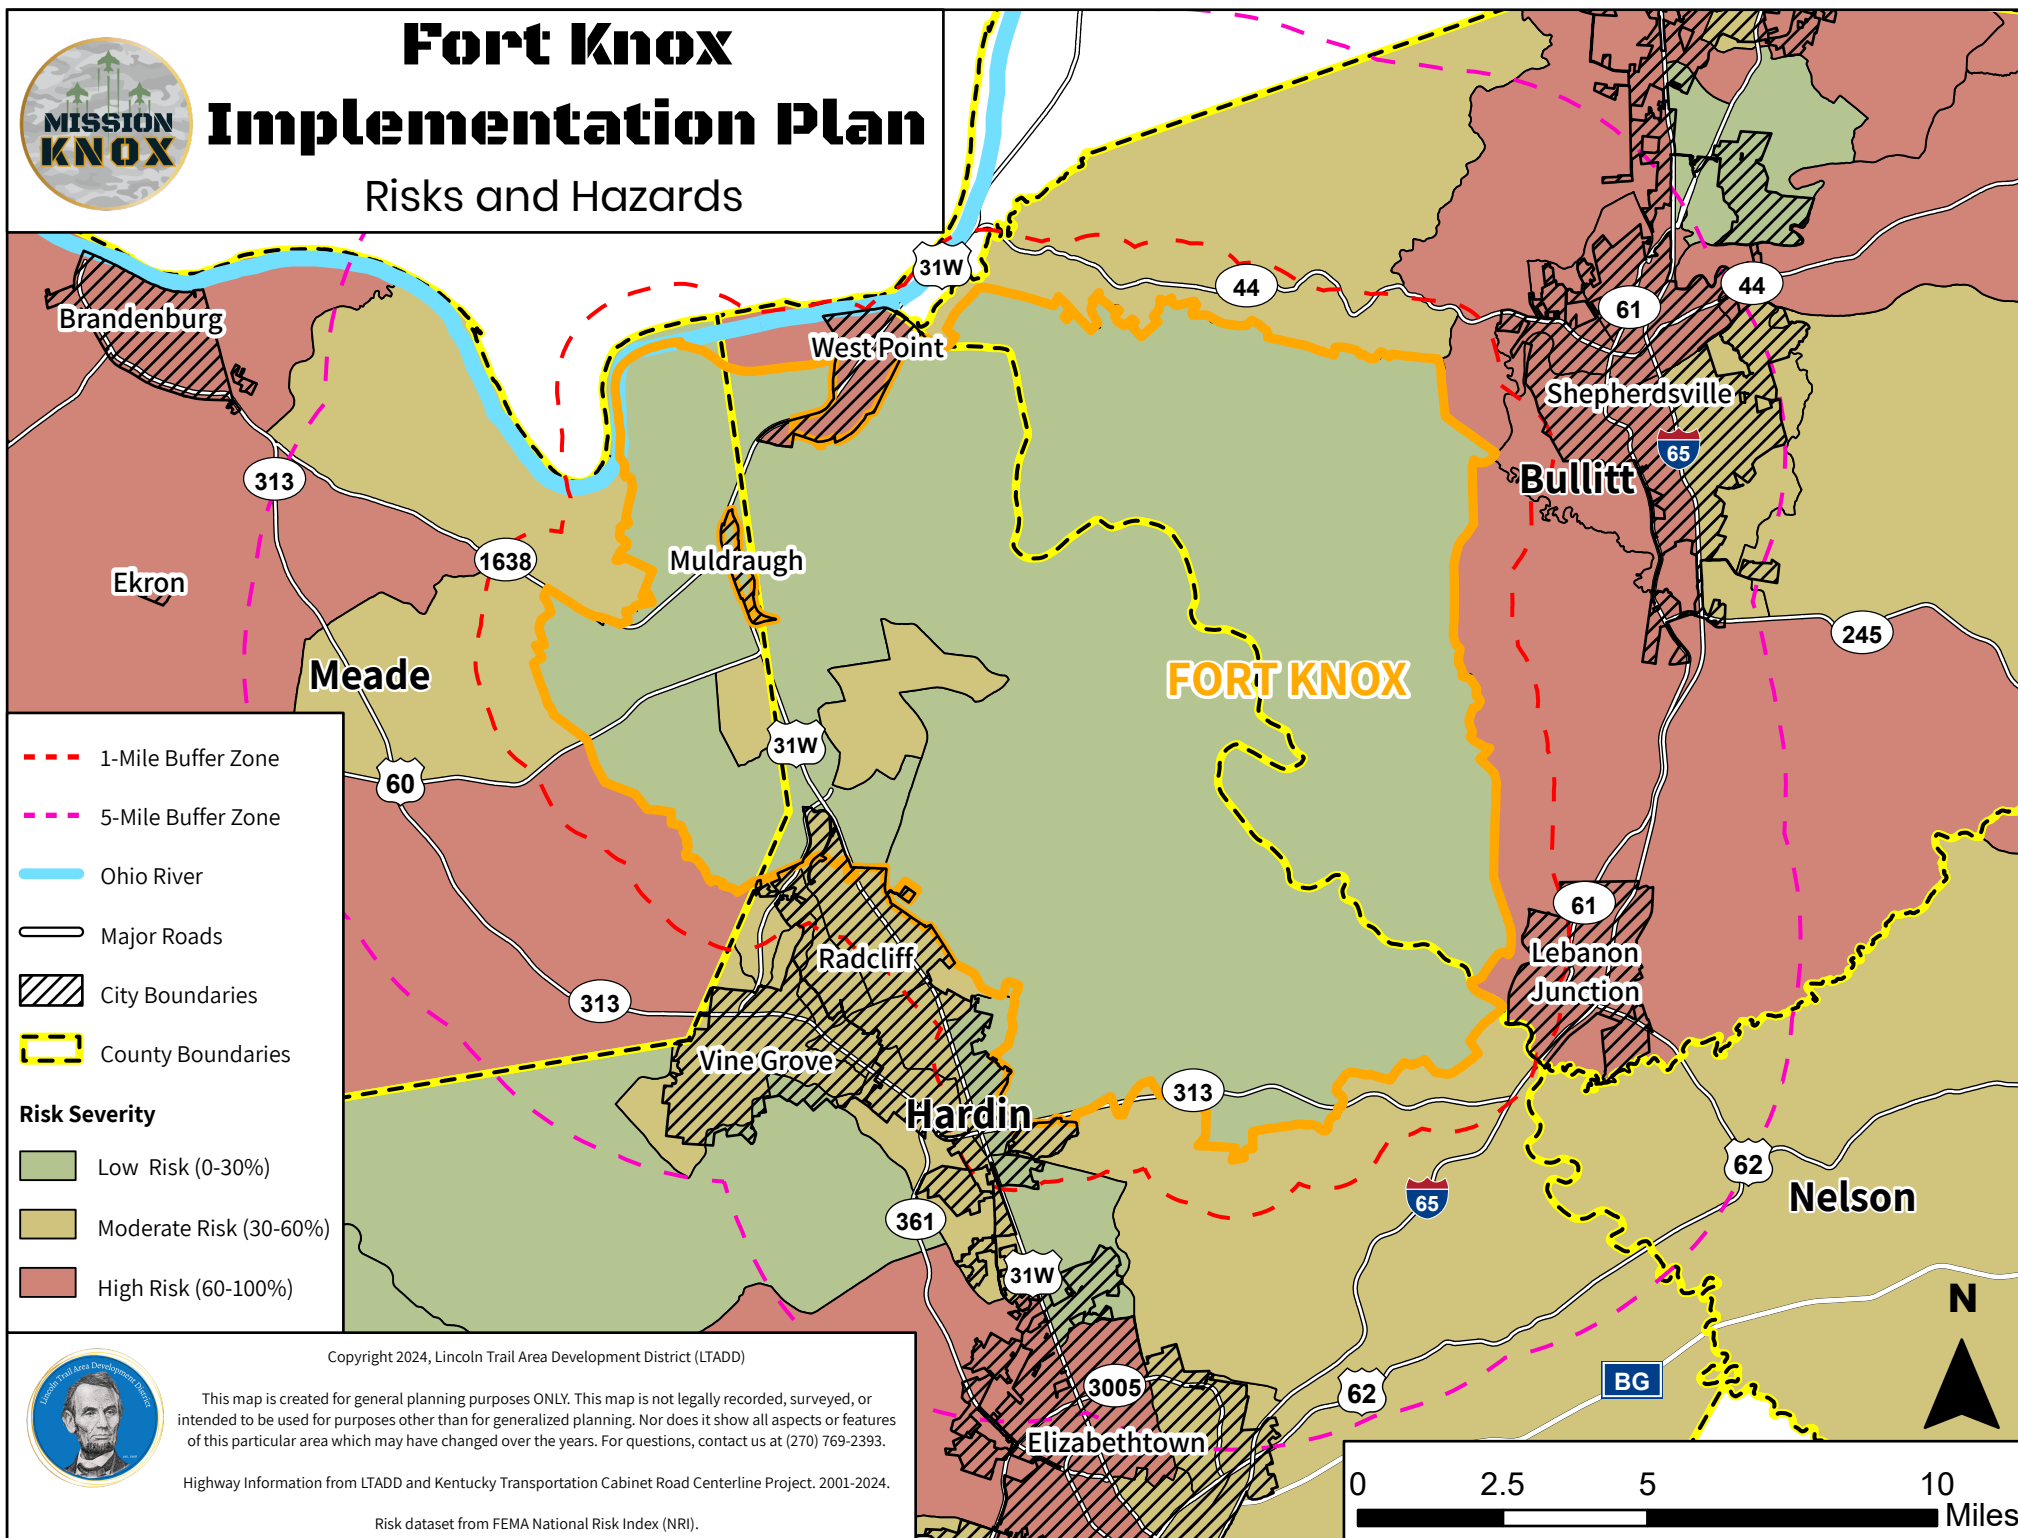 Fort Knox
Implementation Plan
Risks and Hazards
MISSION
KNOX
31W
44
44
61
Brandenburg
West Point
Shepherdsville
65
Bullitt
313
1638
Muldraugh
Ekron
245
Meade
FORT KNOX
31W
60
61
Lebanon
Junction
Radcliff
313
Vine Grove
Hardin
313
62
65
Nelson
361
31W
3005
62
BG
Elizabethtown
1-Mile Buffer Zone
5-Mile Buffer Zone
Ohio River
Major Roads
City Boundaries
County Boundaries
Risk Severity
Low Risk (0-30%)
Moderate Risk (30-60%)
High Risk (60-100%)
N
Lincoln Trail Area Development District
Copyright 2024, Lincoln Trail Area Development District (LTADD)
This map is created for general planning purposes ONLY. This map is not legally recorded, surveyed, or
intended to be used for purposes other than for generalized planning. Nor does it show all aspects or features
of this particular area which may have changed over the years. For questions, contact us at (270) 769-2393.
Highway Information from LTADD and Kentucky Transportation Cabinet Road Centerline Project. 2001-2024.
Risk dataset from FEMA National Risk Index (NRI).
0 2.5 5 10
Miles